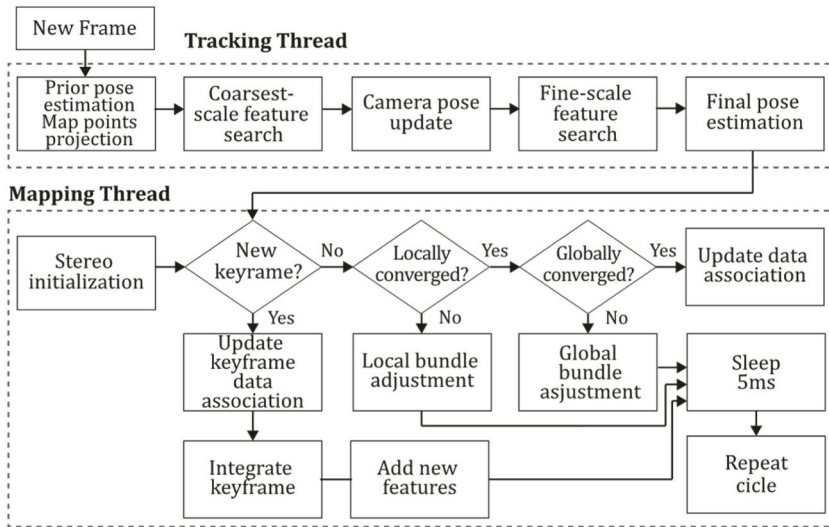 New Frame
Tracking Thread
Prior pose
estimation
Map points
projection
Coarsest-
scale feature
search
Camera pose
update
Fine-scale
feature
search
Final pose
estimation
Mapping Thread
Stereo
initialization
New
keyframe?
No
Locally
converged?
Yes
Globally
converged?
Yes
Update data
association
Yes
No
No
Update
keyframe
data
association
Local bundle
adjustment
Global
bundle
asjustment
Sleep
5ms
Integrate
keyframe
Add new
features
Repeat
cicle